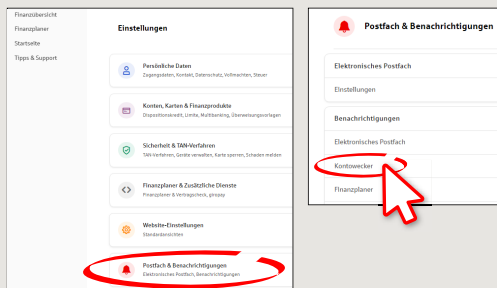 Finanzübersicht
Finanzplaner
Startseite
Tipps & Support
Einstellungen
Persönliche Daten
Zugangsdaten, Kontakt, Datenschutz, Vollmachten, Steuer
Konten, Karten & Finanzprodukte
Dispositionskredit, Limite, Multibanking, Überweisungsvorlagen
Sicherheit & TAN-Verfahren
TAN-Verfahren, Geräte verwalten, Karte sperren, Schaden melden
Finanzplaner & Zusätzliche Dienste
Finanzplaner & Vertragscheck, giropay
Website-Einstellungen
Standardansichten
Postfach & Benachrichtigungen
Elektronisches Postfach, Benachrichtigungen
Postfach & Benachrichtigungen
Elektronisches Postfach
Einstellungen
Benachrichtigungen
Elektronisches Postfach
Kontowecker
Finanzplaner